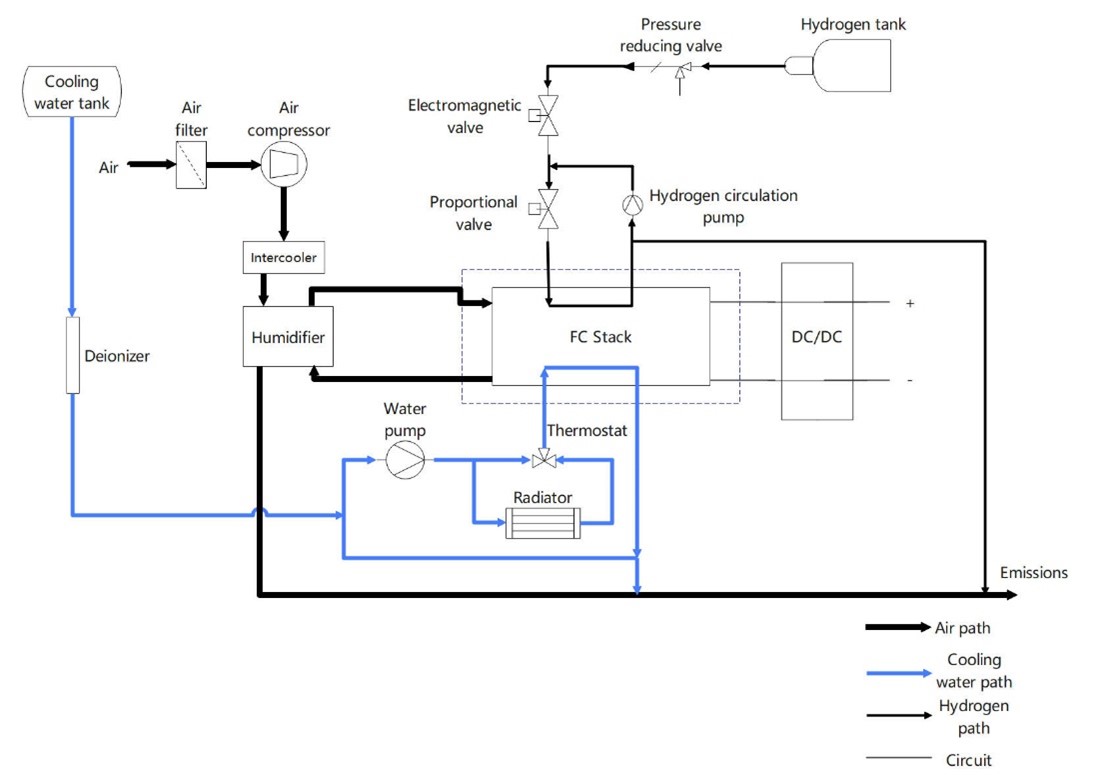 Pressure
reducing valve
Hydrogen tank
Cooling
water tank
Air
filter
Air
compressor
Electromagnetic
valve
Air
Proportional
valve
Hydrogen circulation
pump
Intercooler
Humidifier
FC Stack
DC/DC
+
-
Deionizer
Water
pump
Thermostat
Radiator
Emissions
Air path
Cooling
water path
Hydrogen
path
Circuit